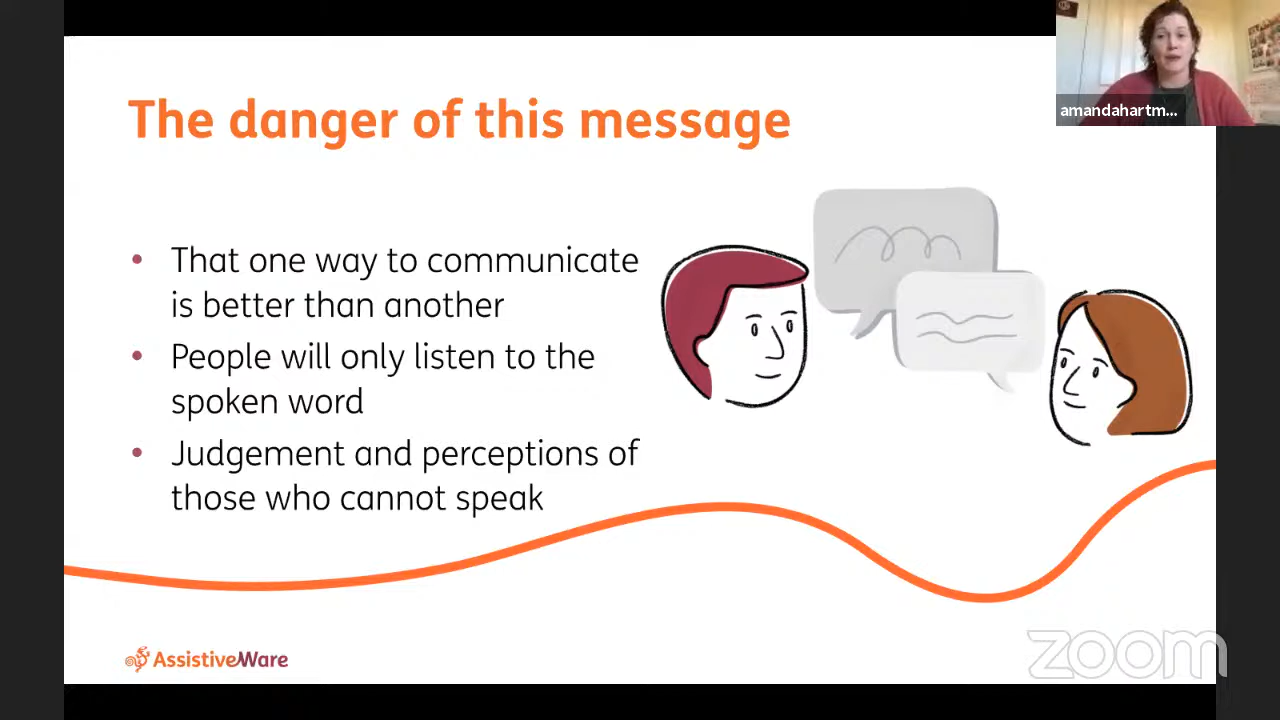 The danger of this message
amandahartm...
• That one way to communicate
is better than another
• People will only listen to the
spoken word
• Judgement and perceptions of
those who cannot speak
AssistiveWare
zoom